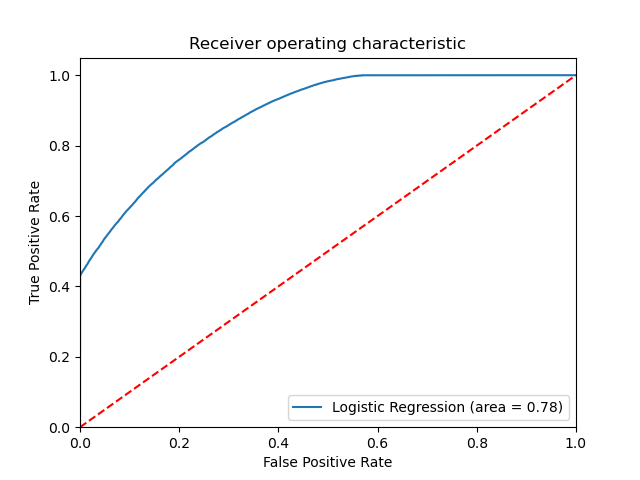 Receiver operating characteristic
True Positive Rate
1.0
0.8
0.6
0.4
0.2
0.0
Logistic Regression (area = 0.78)
0.0 0.2 0.4 0.6 0.8 1.0
False Positive Rate